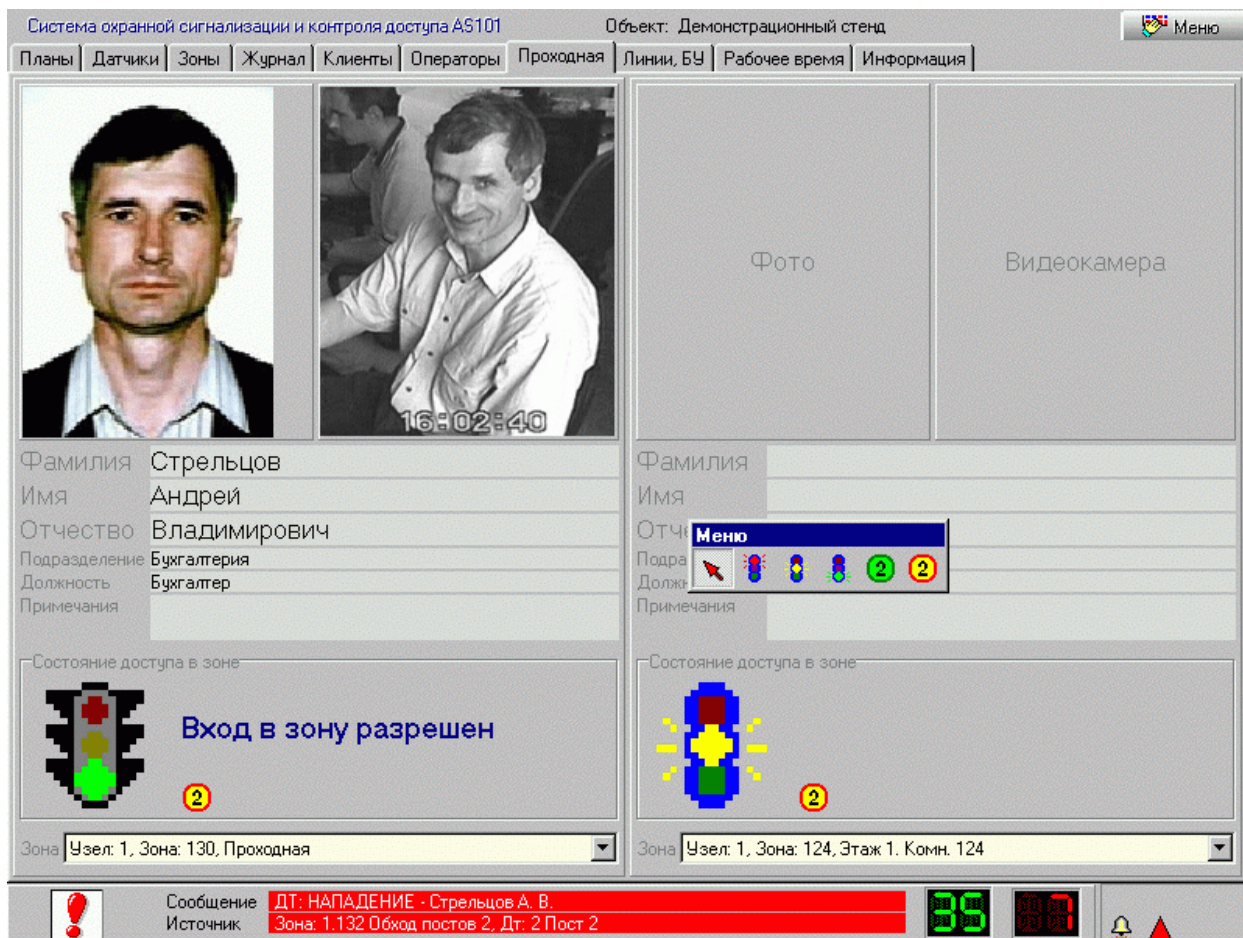 Система охранной сигнализации и контроля доступа AS101 Объект: Демонстрационный стенд Меню
Планы Датчики Зоны Журнал Клиенты Операторы Проходная Линии, БУ Рабочее время Информация
Фото Видеокамера
16:02:40
Фамилия Стрельцов
Имя Андрей
Отчество Владимирович
Подразделение Бухгалтерия
Должность Бухгалтер
Примечания
Фамилия
Имя
Меню
2 2
Примечания
Состояние доступа в зоне
Вход в зону разрешен
2
Состояние доступа в зоне
2
Зона Узел: 1, Зона: 130, Проходная
Зона Узел: 1, Зона: 124, Этаж 1. Комн. 124
Сообщение ДТ: НАПАДЕНИЕ - Стрельцов А. В.
Источник Зона: 1.132 Обход постов 2, Дт: 2 Пост 2
35 7